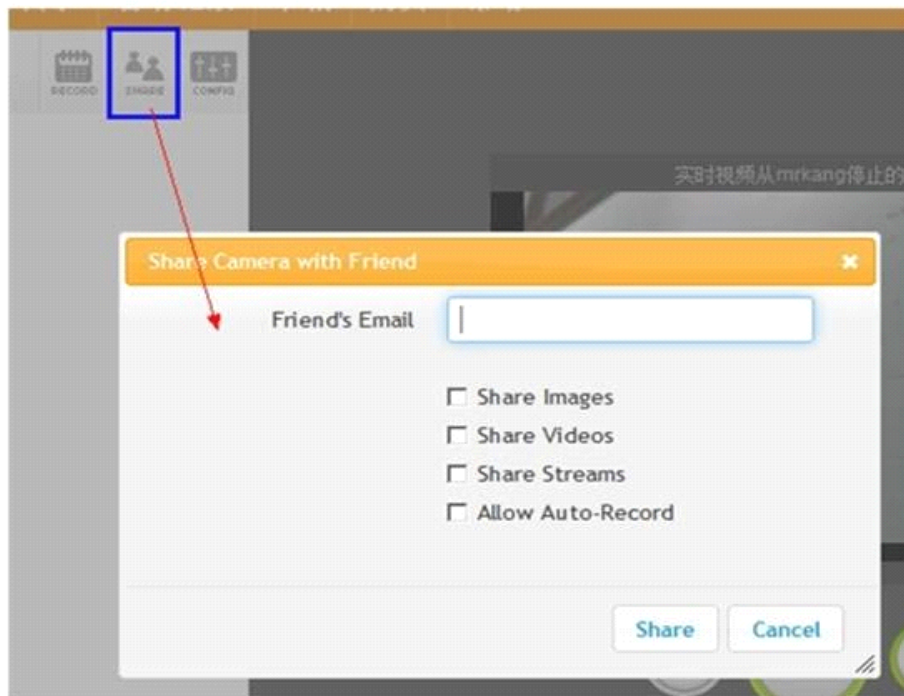 RECORD SHARE CONFIG
实时视频从mrkang停止的
Share Camera with Friend
Friend's Email
Share Images
Share Videos
Share Streams
Allow Auto-Record
Share Cancel